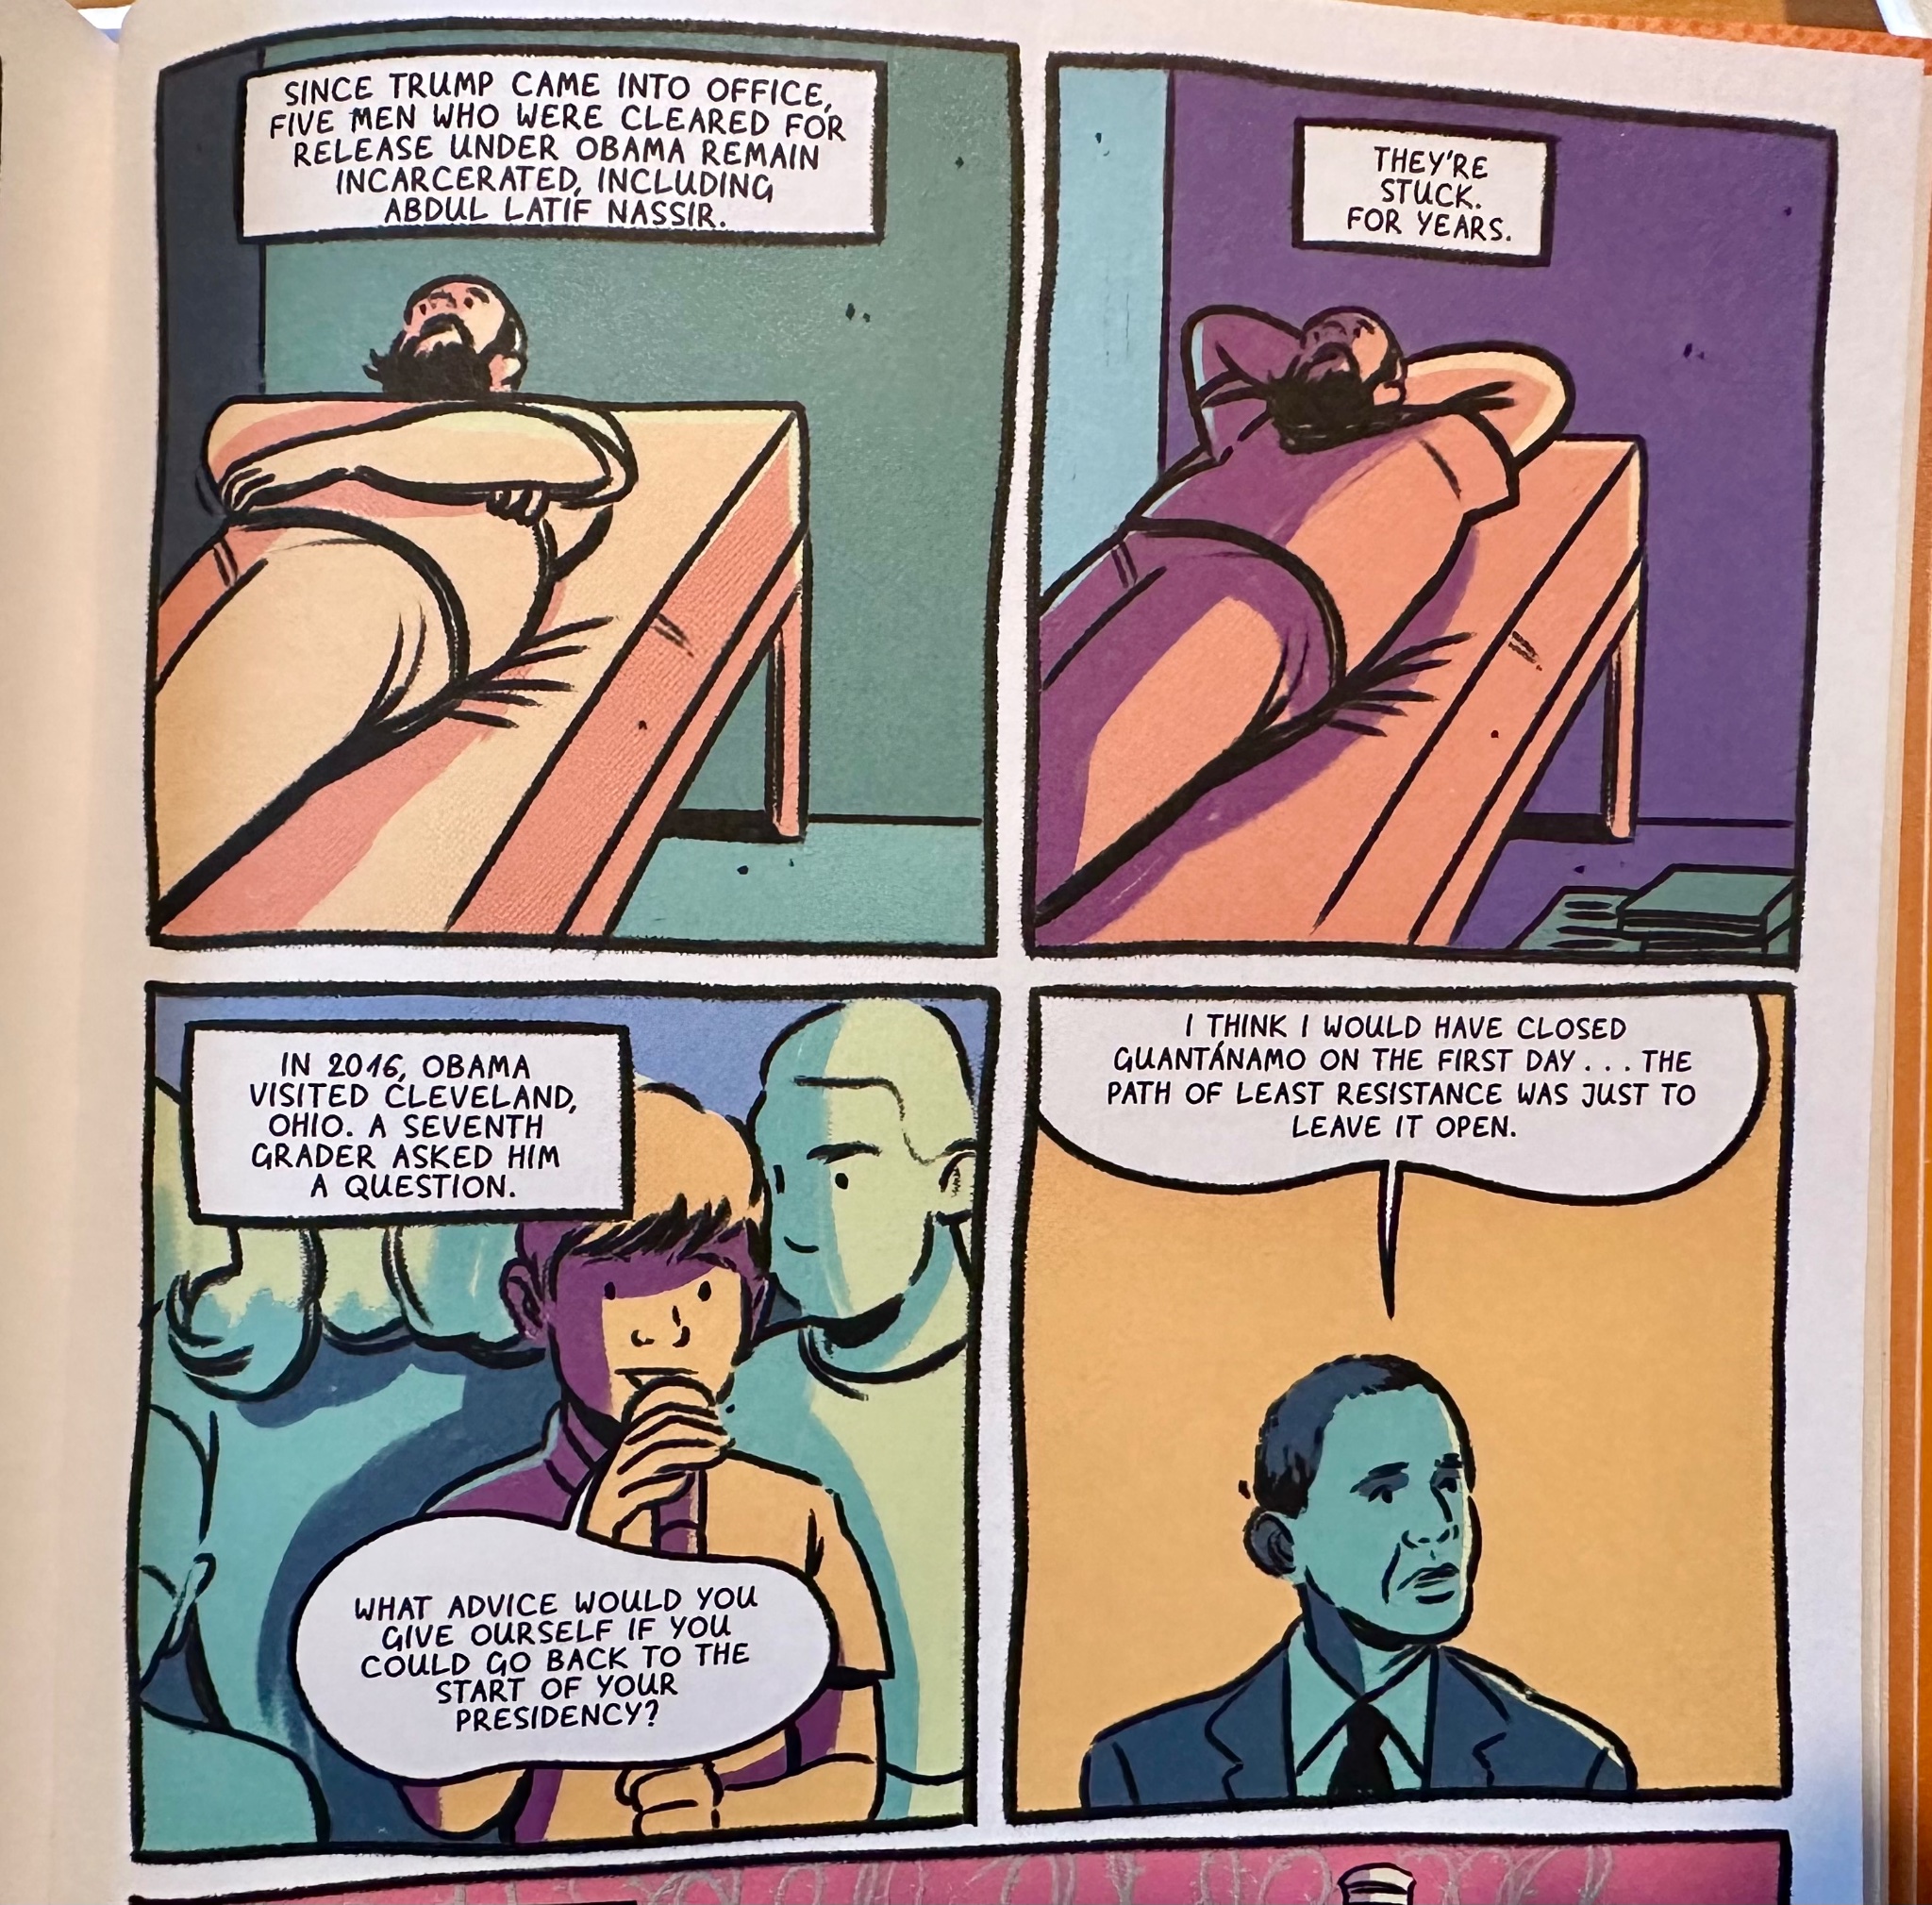 SINCE TRUMP CAME INTO OFFICE,
FIVE MEN WHO WERE CLEARED FOR
RELEASE UNDER OBAMA REMAIN
INCARCERATED, INCLUDING
ABDUL LATIF NASSIR.
THEY'RE
STUCK.
FOR YEARS.
IN 2016, OBAMA
VISITED CLEVELAND,
OHIO. A SEVENTH
GRADER ASKED HIM
A QUESTION.
WHAT ADVICE WOULD YOU
GIVE OURSELF IF YOU
COULD GO BACK TO THE
START OF YOUR
PRESIDENCY?
I THINK I WOULD HAVE CLOSED
GUANTÁNAMO ON THE FIRST DAY . . . THE
PATH OF LEAST RESISTANCE WAS JUST TO
LEAVE IT OPEN.